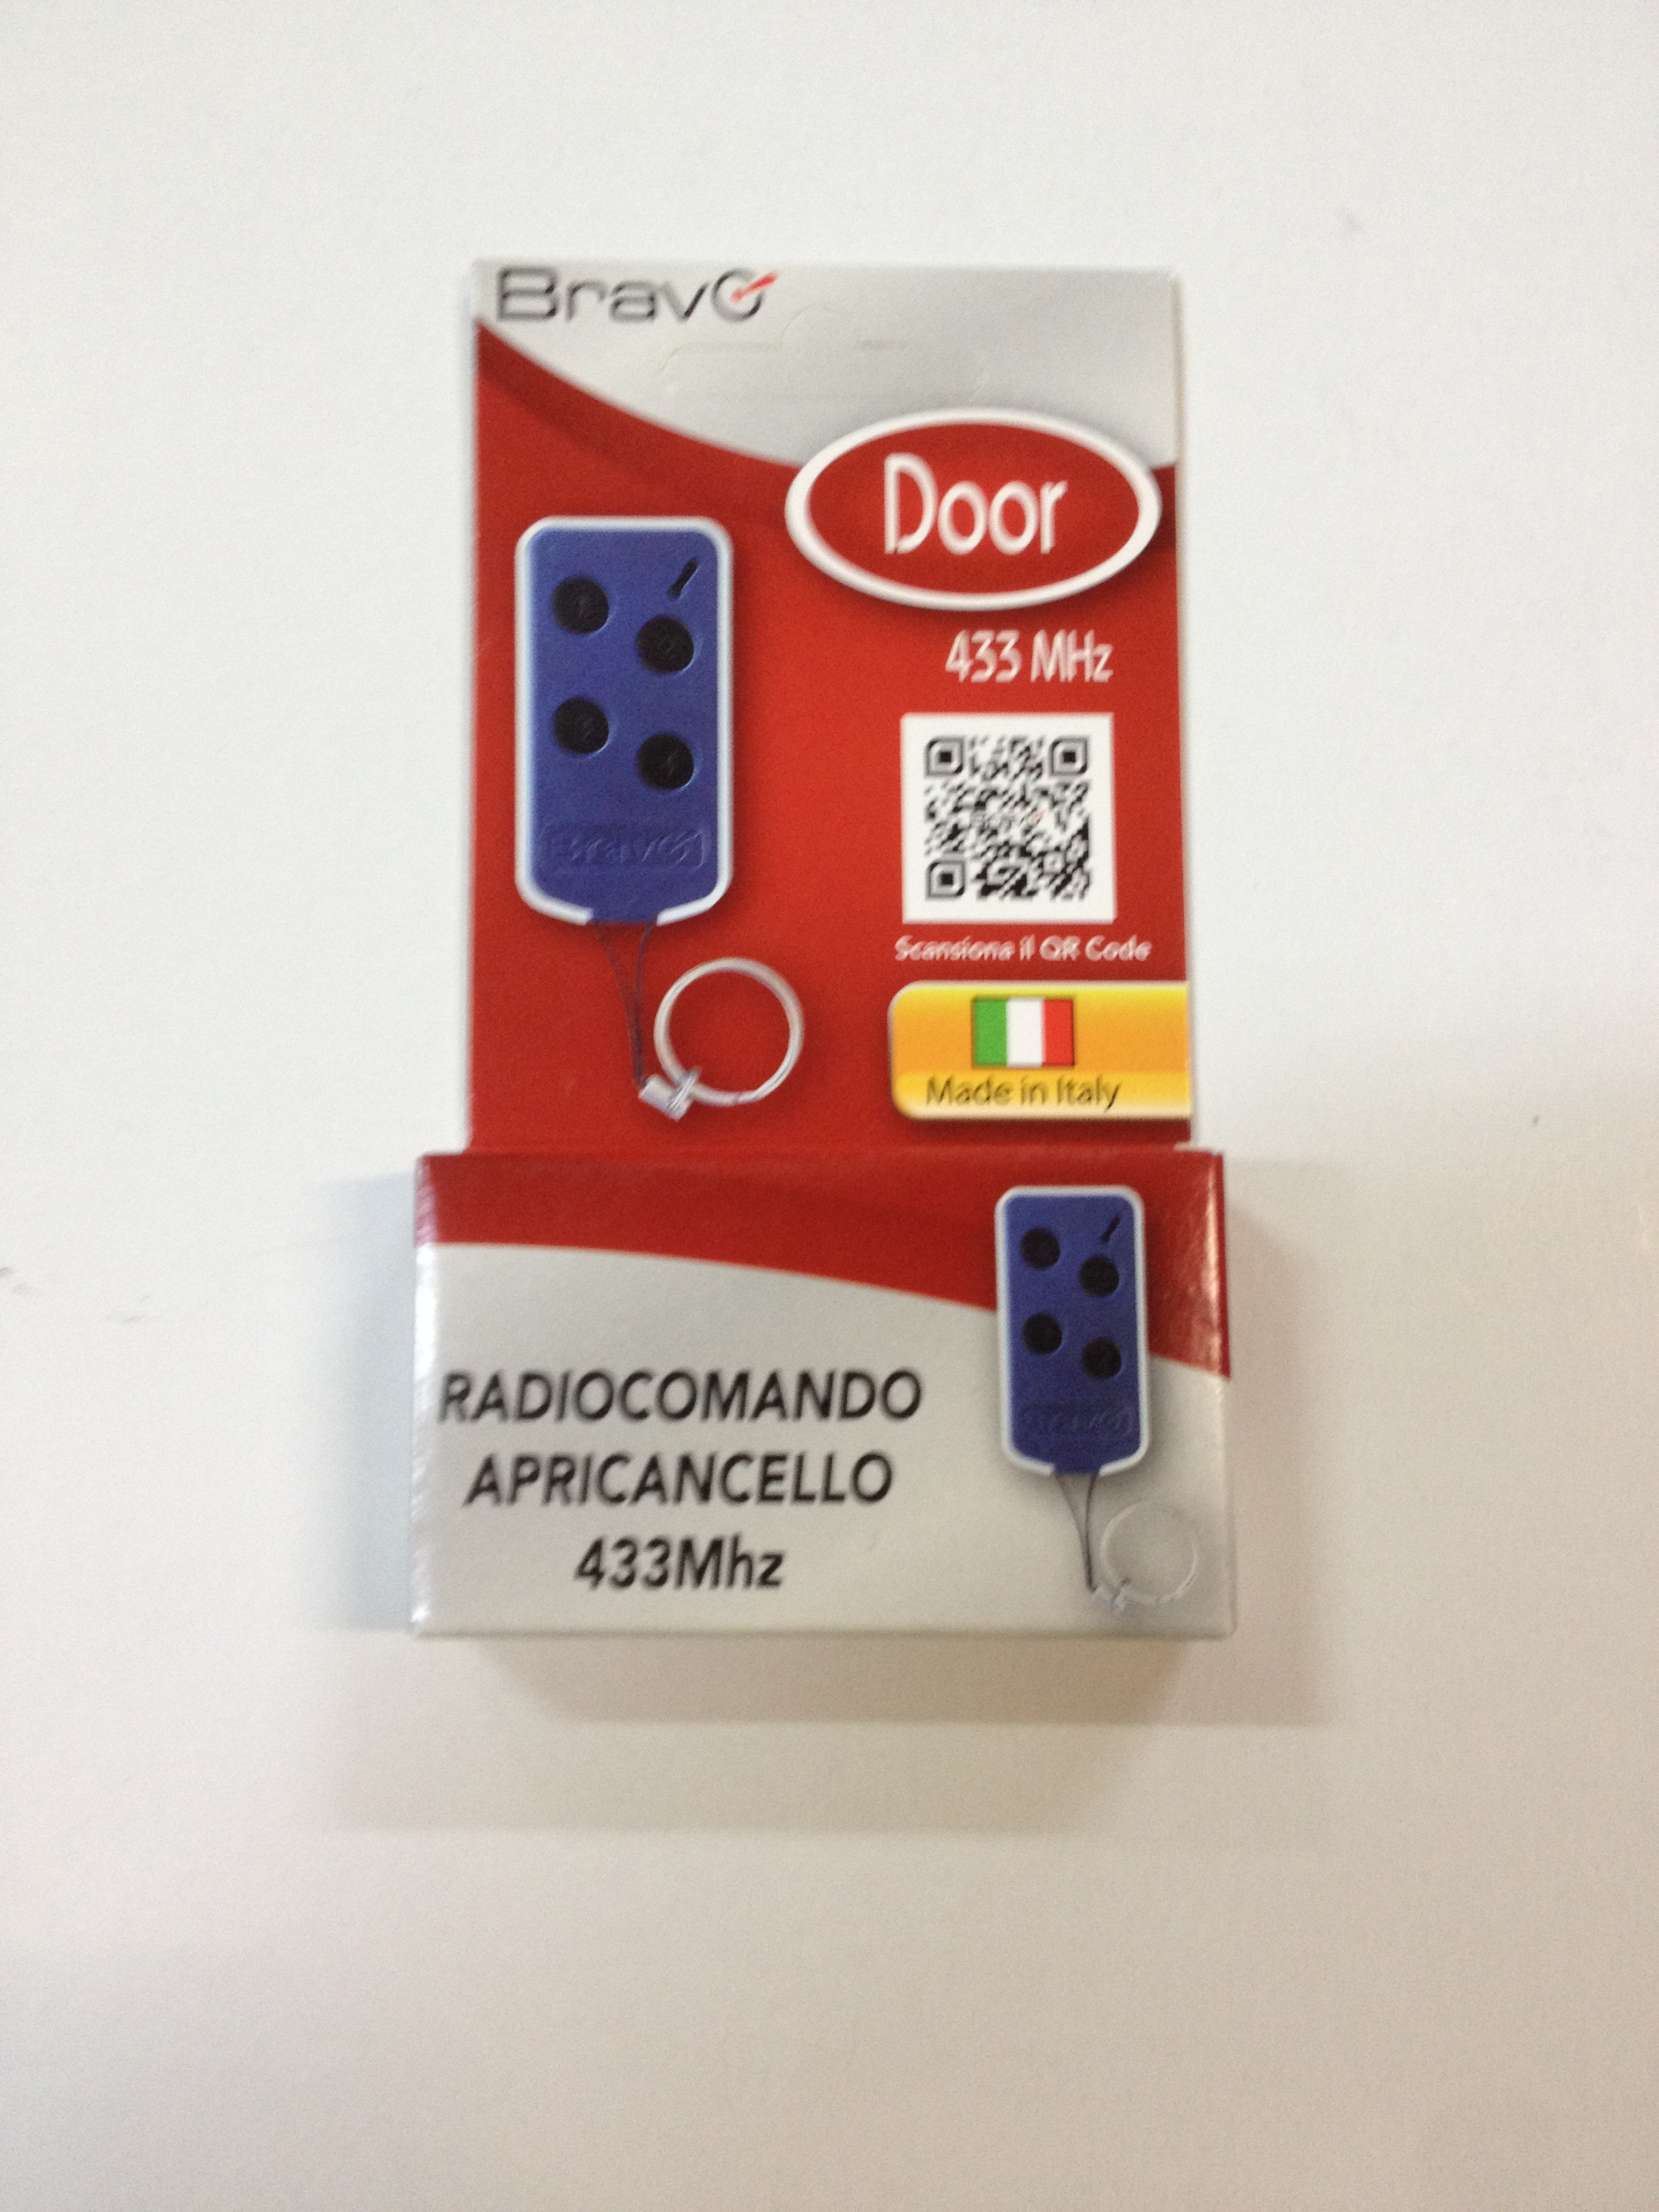 Bravo
Door
433 MHz
Scansiona il QR Code
Made in Italy
RADIOCOMANDO
APRICANCELLO
433Mhz